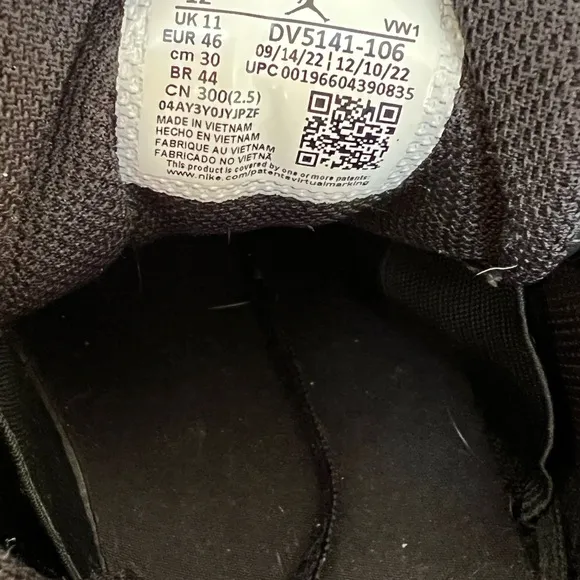 12
UK 11
EUR 46
cm 30
BR 44
CN 300(2.5)
04AY3Y0JYJPZF
MADE IN VIETNAM
HECHO EN VIETNAM
FABRIQUE AU VIETNAM
FABRICADO NO VIETNÃ
This product is covered by one or more patents:
www.nike.com/patentsvirtualmarking
VW1
DV5141-106
09/14/22 ¦ 12/10/22
UPC 00196604390835